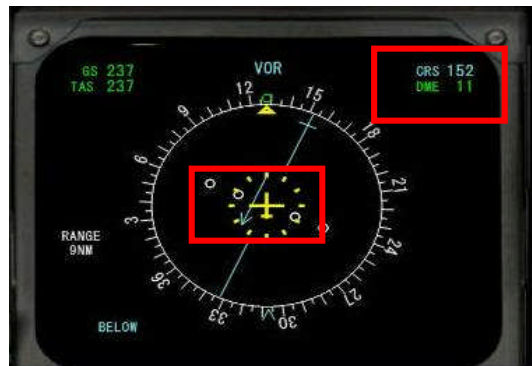 GS 237
TAS 237
VOR
CRS 152
DME 11
12
15
9
18
6
21
3
24
36
27
33
30
RANGE
9NM
BELOW